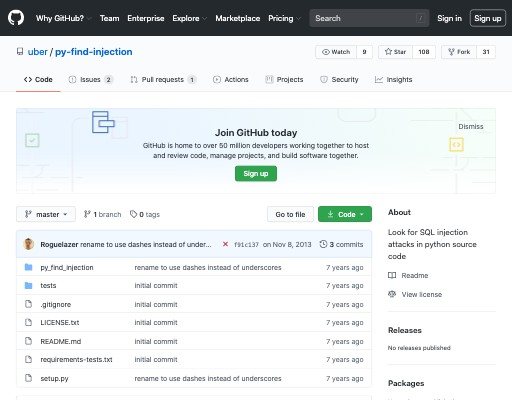 Why GitHub? Team Enterprise Explore Marketplace Pricing Search / Sign in Sign up
uber / py-find-injection Watch 9 Star 108 Fork 31
Code Issues 2 Pull requests 1 Actions Projects Security Insights
Dismiss
Join GitHub today
GitHub is home to over 50 million developers working together to host
and review code, manage projects, and build software together.
Sign up
master 1 branch 0 tags Go to file Code
Roguelazer rename to use dashes instead of under... f91c137 on Nov 8, 2013 3 commits
py_find_injection rename to use dashes instead of underscores 7 years ago
tests initial commit 7 years ago
.gitignore initial commit 7 years ago
LICENSE.txt initial commit 7 years ago
README.md initial commit 7 years ago
requirements-tests.txt initial commit 7 years ago
setup.py rename to use dashes instead of underscores 7 years ago
About
Look for SQL injection
attacks in python source
code
Readme
View license
Releases
No releases published
Packages